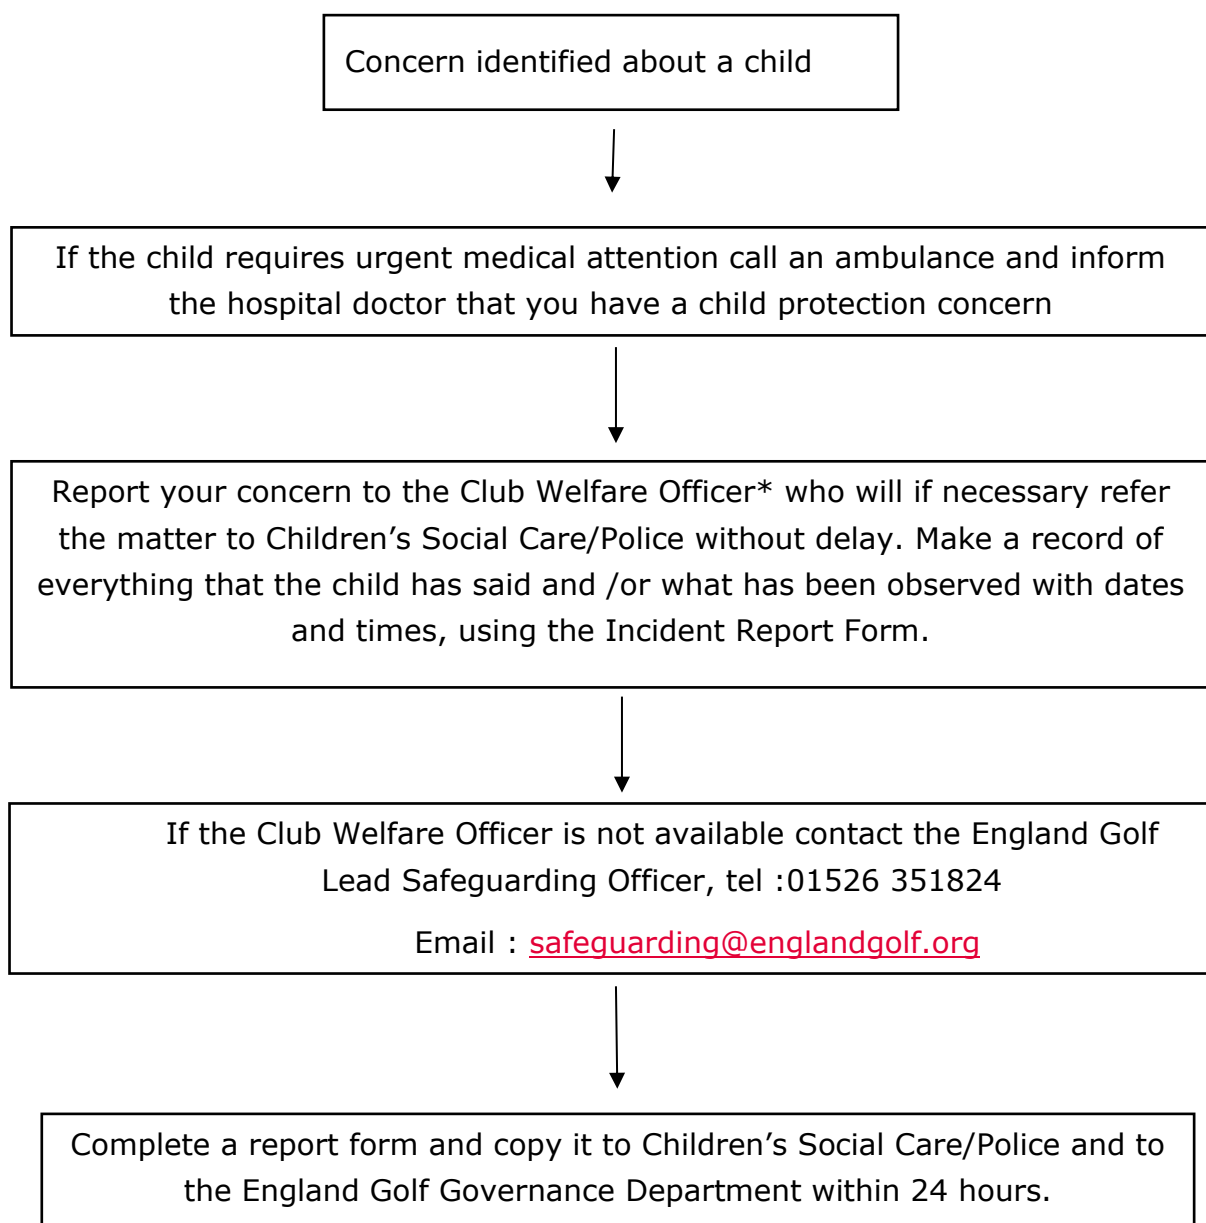 Concern identified about a child
If the child requires urgent medical attention call an ambulance and inform
the hospital doctor that you have a child protection concern
Report your concern to the Club Welfare Officer* who will if necessary refer
the matter to Children’s Social Care/Police without delay. Make a record of
everything that the child has said and /or what has been observed with dates
and times, using the Incident Report Form.
If the Club Welfare Officer is not available contact the England Golf
Lead Safeguarding Officer, tel :01526 351824
Email : safeguarding@englandgolf.org
Complete a report form and copy it to Children’s Social Care/Police and to
the England Golf Governance Department within 24 hours.